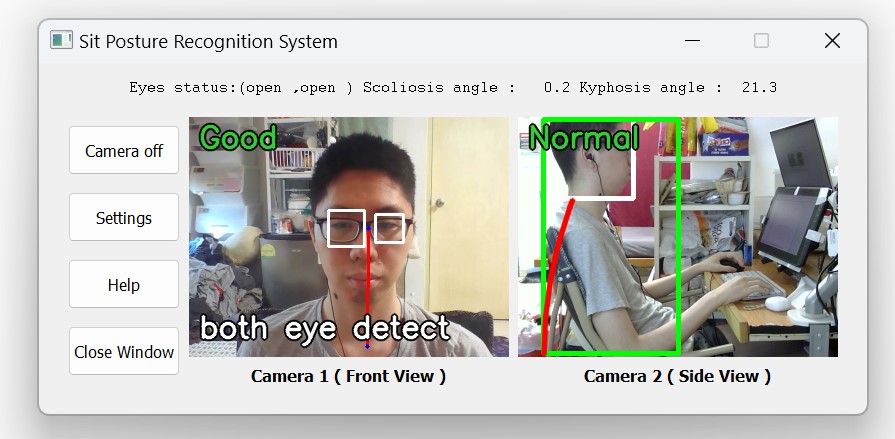 Sit Posture Recognition System
Eyes status:(open ,open ) Scoliosis angle :   0.2 Kyphosis angle :  21.3
Camera off
Settings
Help
Close Window
Good
both eye detect
Camera 1 ( Front View )
Normal
Camera 2 ( Side View )